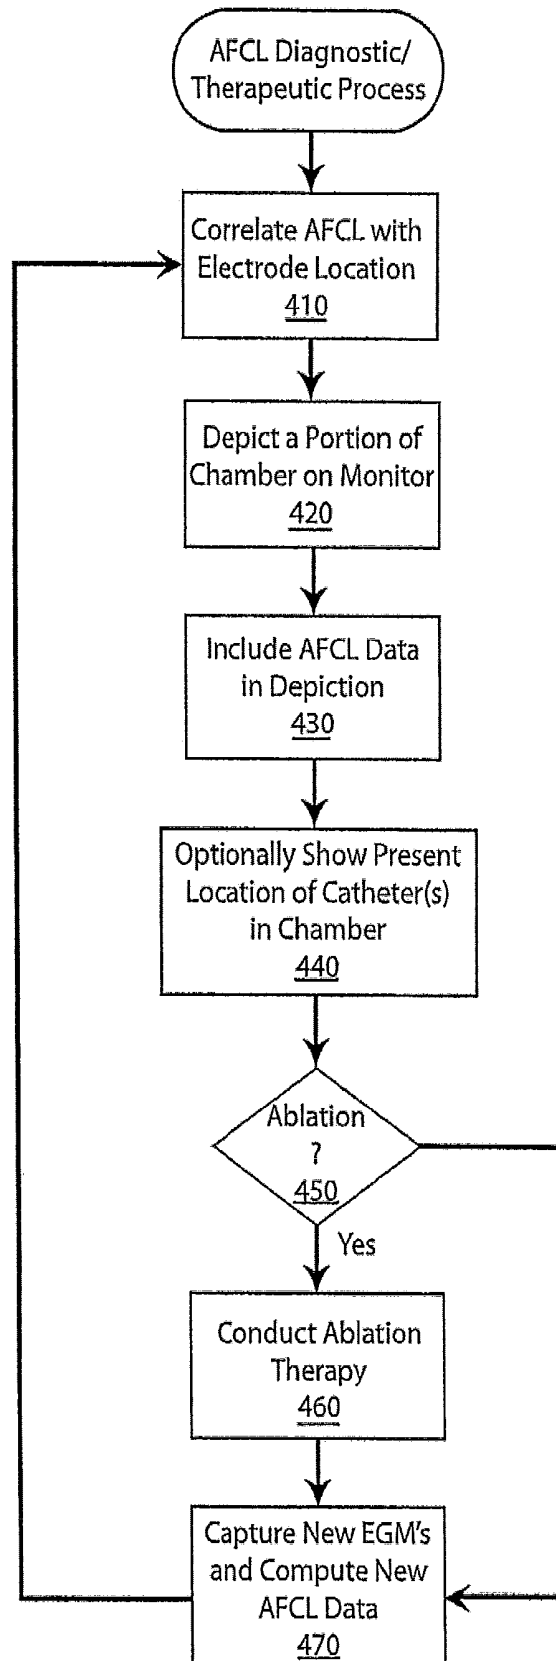 AFCL Diagnostic/
Therapeutic Process
Correlate AFCL with
Electrode Location
410
Depict a Portion of
Chamber on Monitor
420
Include AFCL Data
in Depiction
430
Optionally Show Present
Location of Catheter(s)
in Chamber
440
Ablation
?
450
Yes
Conduct Ablation
Therapy
460
Capture New EGM's
and Compute New
AFCL Data
470